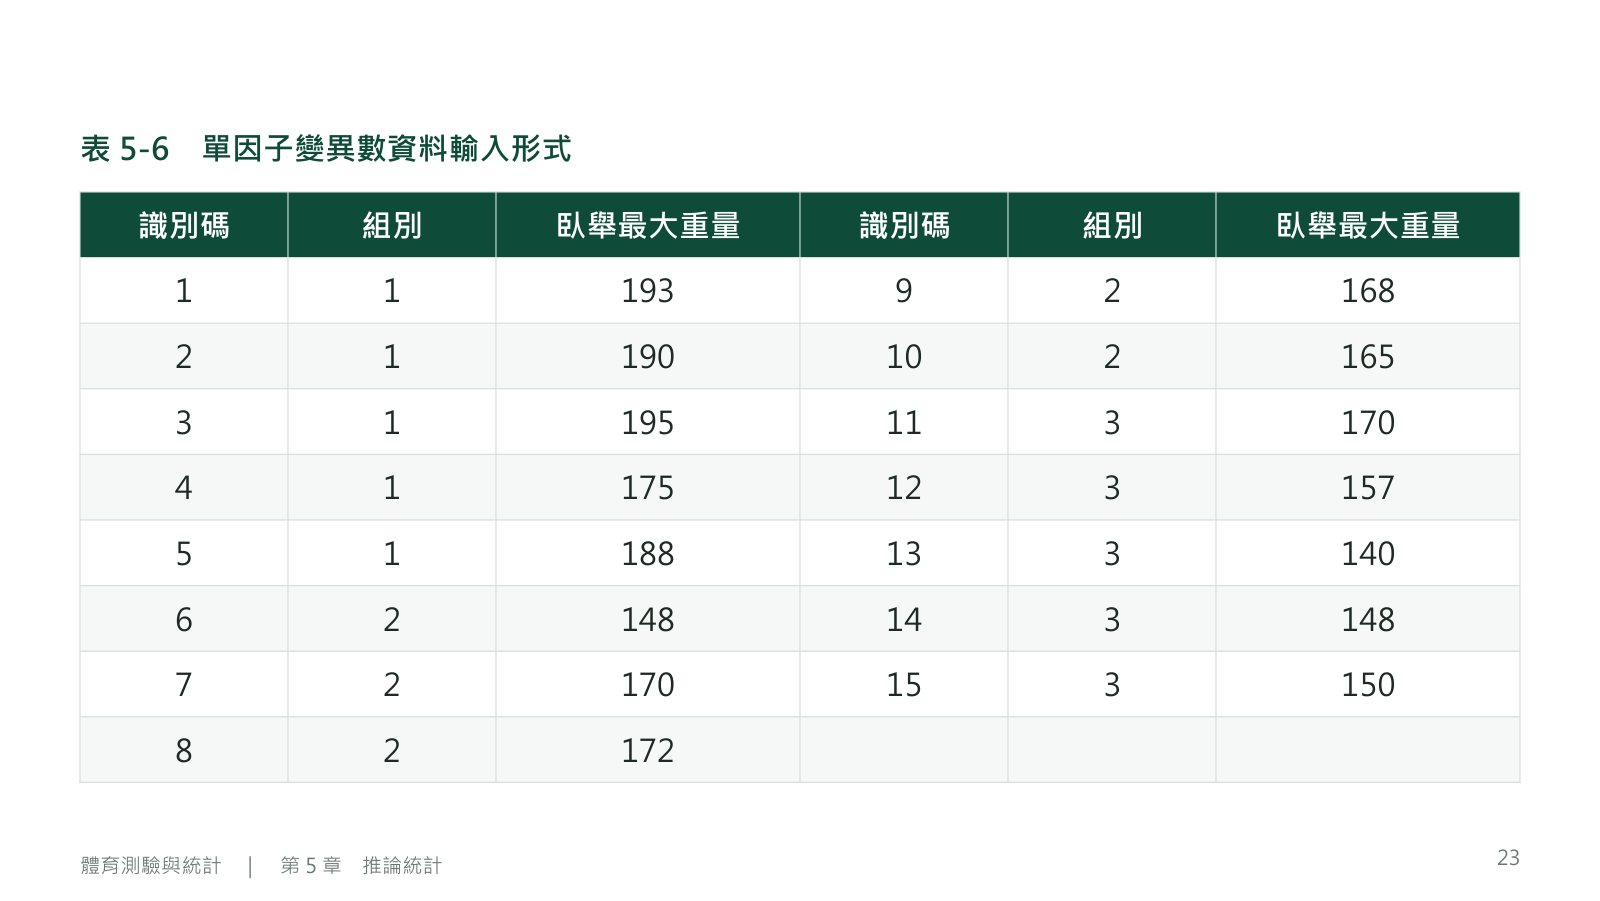 表 5-6　單因子變異數資料輸入形式
識別碼 組別 臥舉最大重量 識別碼 組別 臥舉最大重量
1 1 193 9 2 168
2 1 190 10 2 165
3 1 195 11 3 170
4 1 175 12 3 157
5 1 188 13 3 140
6 2 148 14 3 148
7 2 170 15 3 150
8 2 172
體育測驗與統計　|　第 5 章　推論統計
23